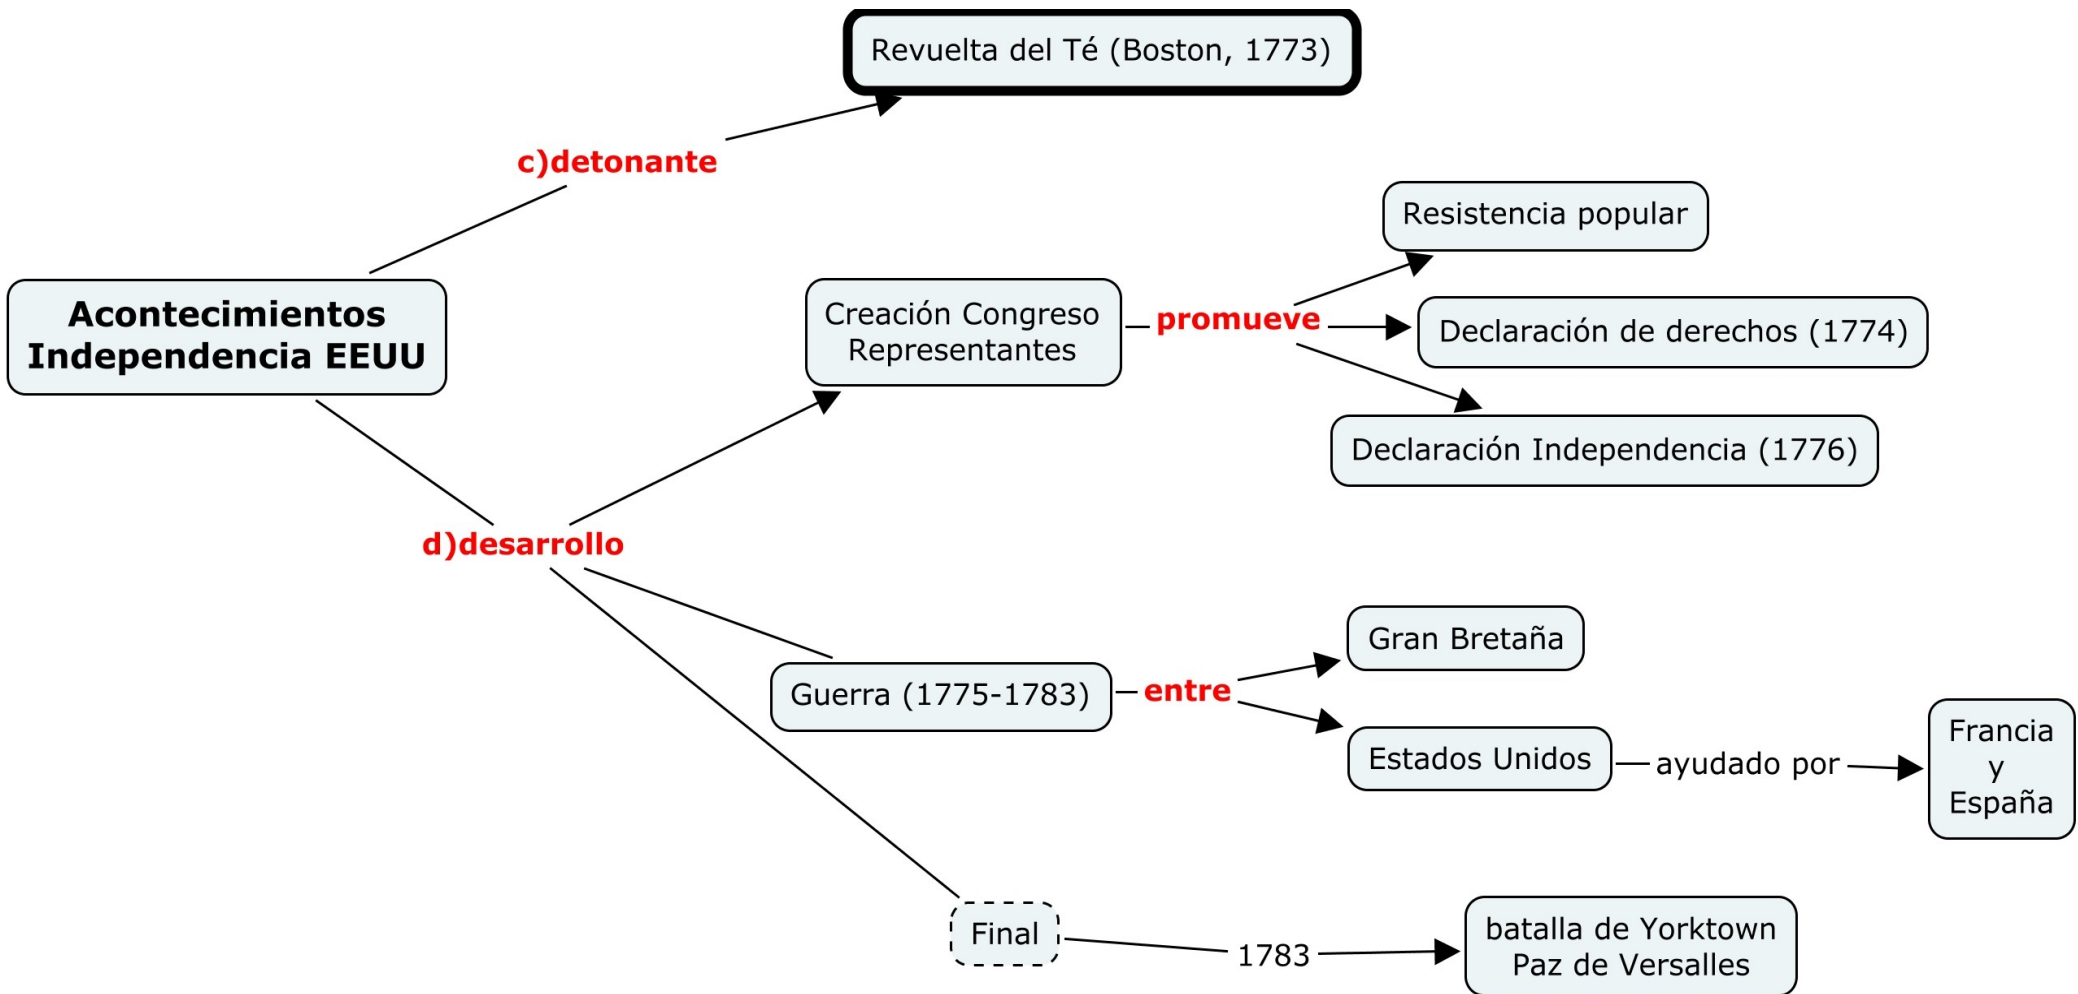 Revuelta del Té (Boston, 1773)
c)detonante
Acontecimientos
Independencia EEUU
d)desarrollo
Creación Congreso
Representantes
promueve
Resistencia popular
Declaración de derechos (1774)
Declaración Independencia (1776)
Guerra (1775-1783)
entre
Gran Bretaña
Estados Unidos
ayudado por
Francia
y
España
Final
1783
batalla de Yorktown
Paz de Versalles